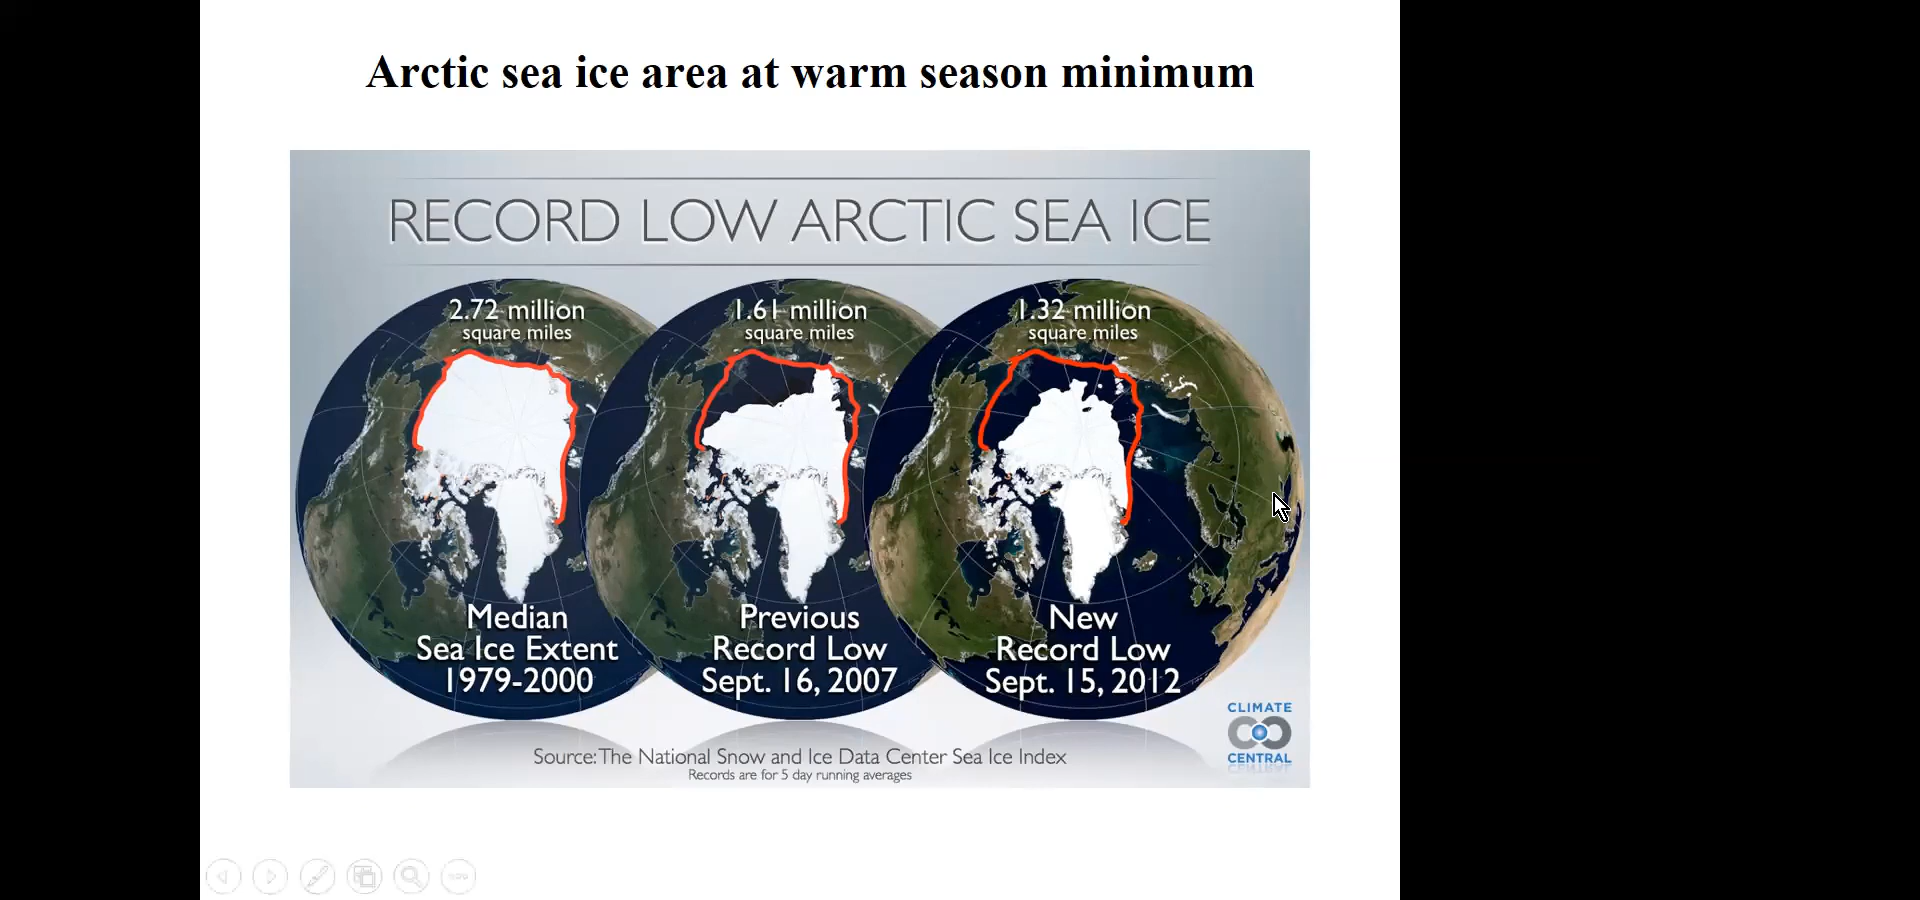 Arctic sea ice area at warm season minimum
RECORD LOW ARCTIC SEA ICE
2.72 million
square miles
1.61 million
square miles
1.32 million
square miles
Median
Sea Ice Extent
1979-2000
Previous
Record Low
Sept. 16, 2007
New
Record Low
Sept. 15, 2012
CLIMATE
CENTRAL
Source: The National Snow and Ice Data Center Sea Ice Index
Records are for 5 day running averages